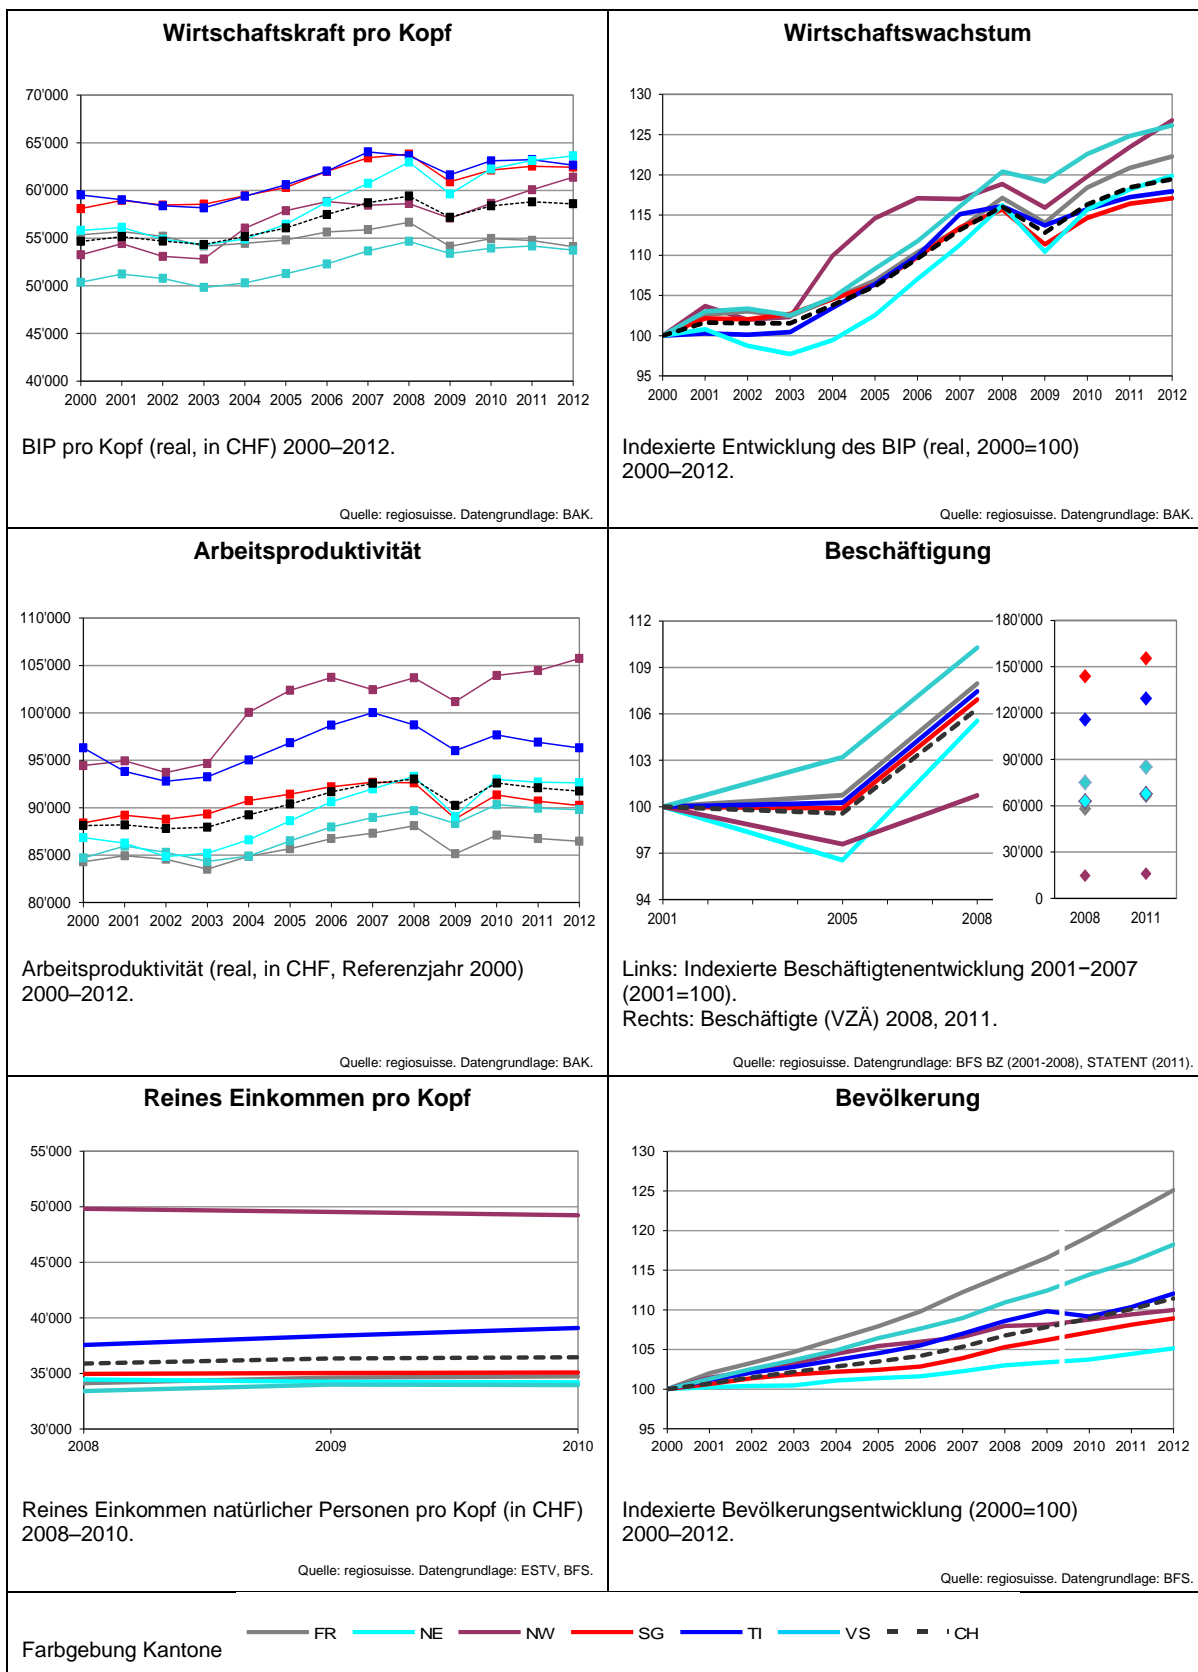 Wirtschaftskraft pro Kopf
70'000
65'000
60'000
55'000
50'000
45'000
40'000
2000 2001 2002 2003 2004 2005 2006 2007 2008 2009 2010 2011 2012
BIP pro Kopf (real, in CHF) 2000–2012.
Quelle: regiosuisse. Datengrundlage: BAK.
Wirtschaftswachstum
130
125
120
115
110
105
100
95
2000 2001 2002 2003 2004 2005 2006 2007 2008 2009 2010 2011 2012
Indexierte Entwicklung des BIP (real, 2000=100)
2000–2012.
Quelle: regiosuisse. Datengrundlage: BAK.
Arbeitsproduktivität
110'000
105'000
100'000
95'000
90'000
85'000
80'000
2000 2001 2002 2003 2004 2005 2006 2007 2008 2009 2010 2011 2012
Arbeitsproduktivität (real, in CHF, Referenzjahr 2000)
2000–2012.
Quelle: regiosuisse. Datengrundlage: BAK.
Beschäftigung
112
109
106
103
100
97
94
2001 2005 2008
180'000
150'000
120'000
90'000
60'000
30'000
0
2008 2011
Links: Indexierte Beschäftigtenentwicklung 2001−2007
(2001=100).
Rechts: Beschäftigte (VZÄ) 2008, 2011.
Quelle: regiosuisse. Datengrundlage: BFS BZ (2001-2008), STATENT (2011).
Reines Einkommen pro Kopf
55'000
50'000
45'000
40'000
35'000
30'000
2008 2009 2010
Reines Einkommen natürlicher Personen pro Kopf (in CHF)
2008–2010.
Quelle: regiosuisse. Datengrundlage: ESTV, BFS.
Bevölkerung
130
125
120
115
110
105
100
95
2000 2001 2002 2003 2004 2005 2006 2007 2008 2009 2010 2011 2012
Indexierte Bevölkerungsentwicklung (2000=100)
2000–2012.
Quelle: regiosuisse. Datengrundlage: BFS.
Farbgebung Kantone FR NE NW SG TI VS CH